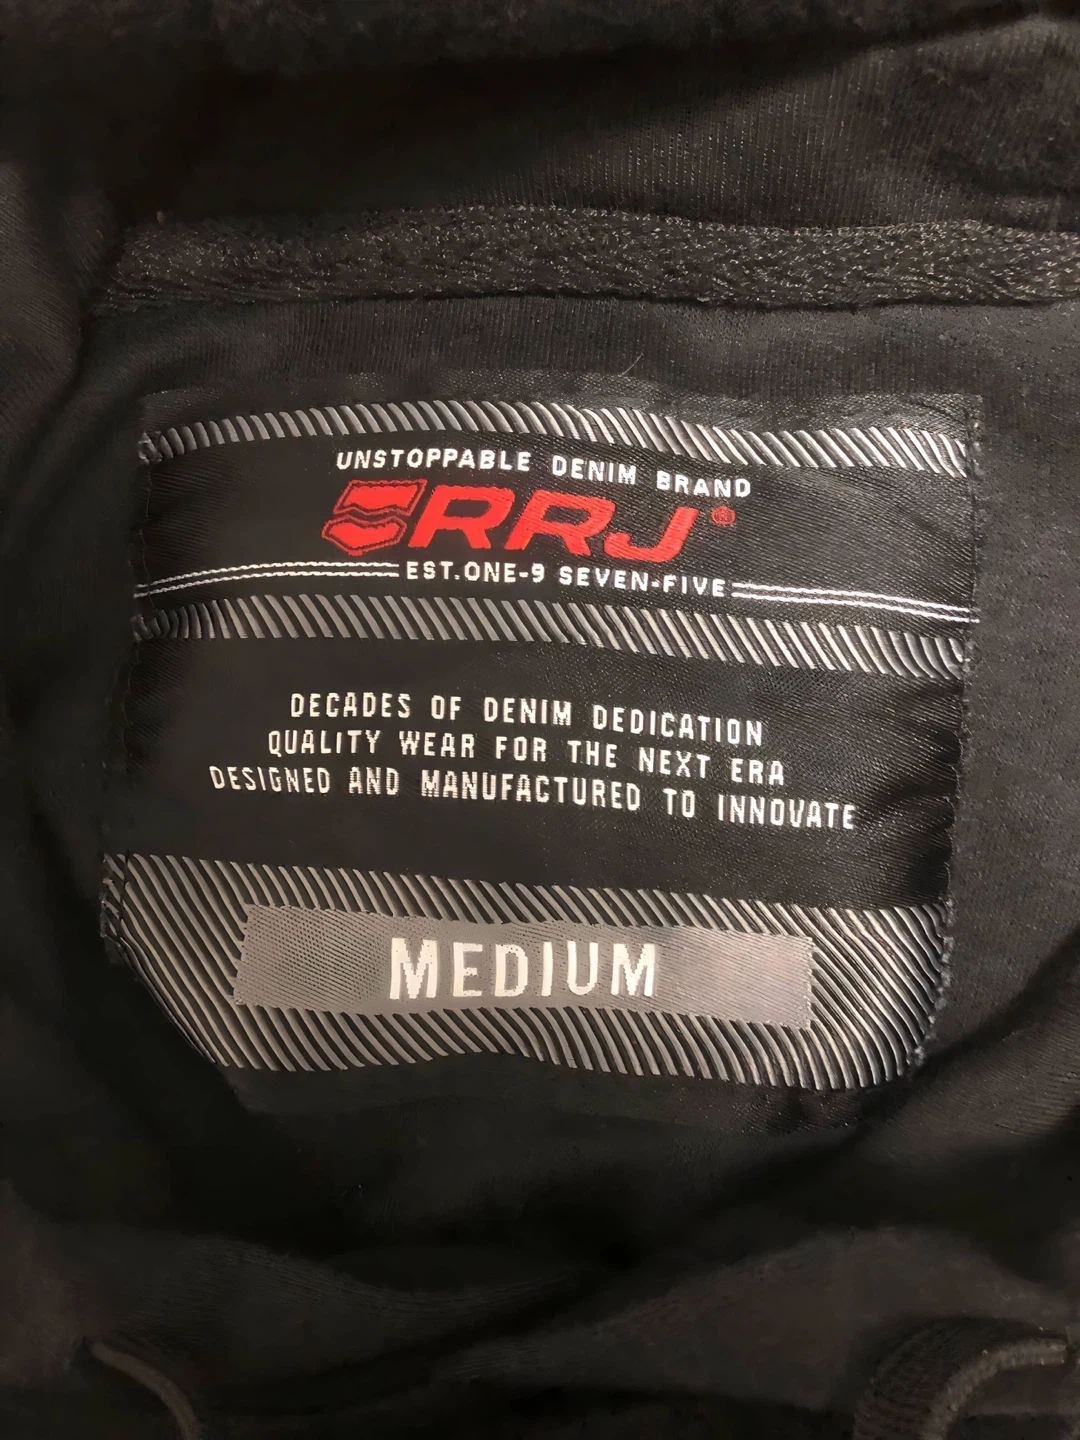 UNSTOPPABLE DENIM BRAND
RRJ®
EST.ONE-9 SEVEN-FIVE
DECADES OF DENIM DEDICATION
QUALITY WEAR FOR THE NEXT ERA
DESIGNED AND MANUFACTURED TO INNOVATE
MEDIUM